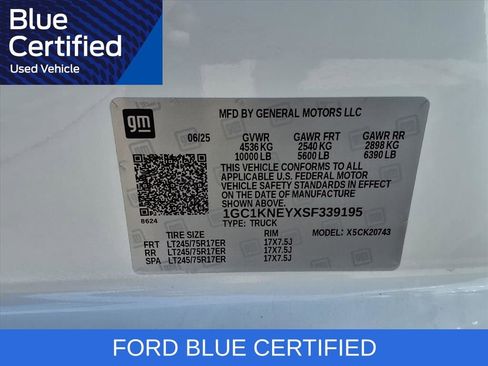 Blue
Certified
Used Vehicle
gm
MFD BY GENERAL MOTORS LLC
06/25 GVWR GAWR FRT GAWR RR
4536 KG 2540 KG 2898 KG
10000 LB 5600 LB 6390 LB
THIS VEHICLE CONFORMS TO ALL
APPLICABLE U.S. FEDERAL MOTOR
VEHICLE SAFETY STANDARDS IN EFFECT
ON THE DATE OF MANUFACTURE
SHOWN ABOVE.
1GC1KNEYXSF339195
8624 TYPE: TRUCK MODEL: X5CK20743
TIRE SIZE RIM
FRT LT245/75R17ER 17X7.5J
RR LT245/75R17ER 17X7.5J
SPA LT245/75R17ER 17X7.5J
FORD BLUE CERTIFIED